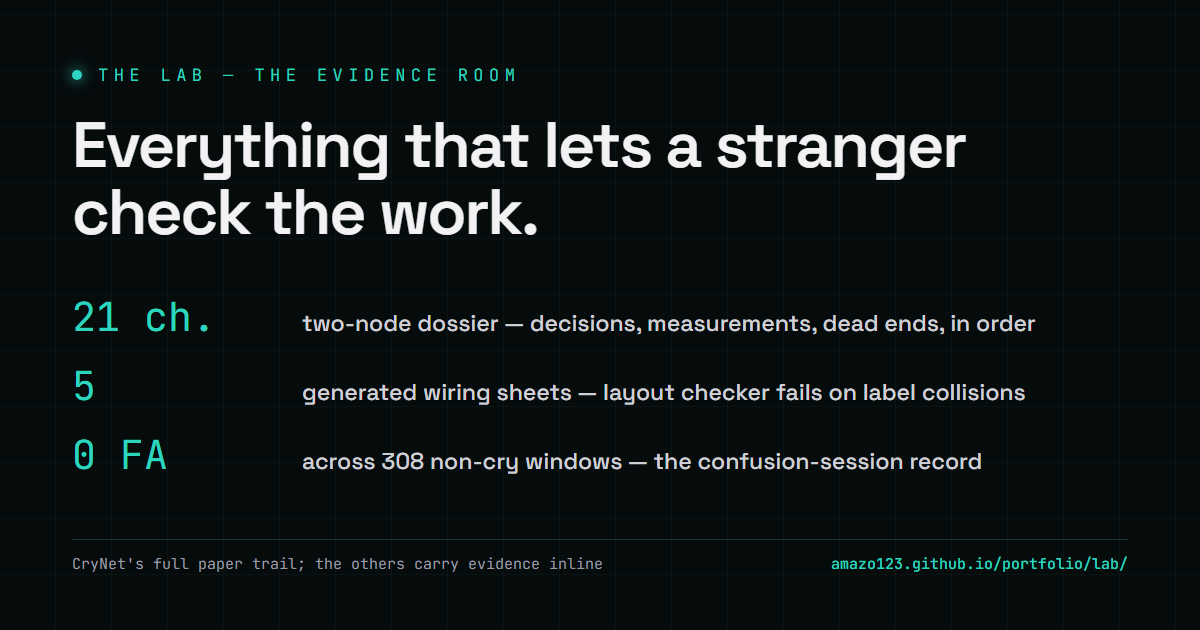 THE LAB — THE EVIDENCE ROOM
Everything that lets a stranger
check the work.
21 ch. two-node dossier — decisions, measurements, dead ends, in order
5 generated wiring sheets — layout checker fails on label collisions
0 FA across 308 non-cry windows — the confusion-session record
CryNet's full paper trail; the others carry evidence inline amazo123.github.io/portfolio/lab/